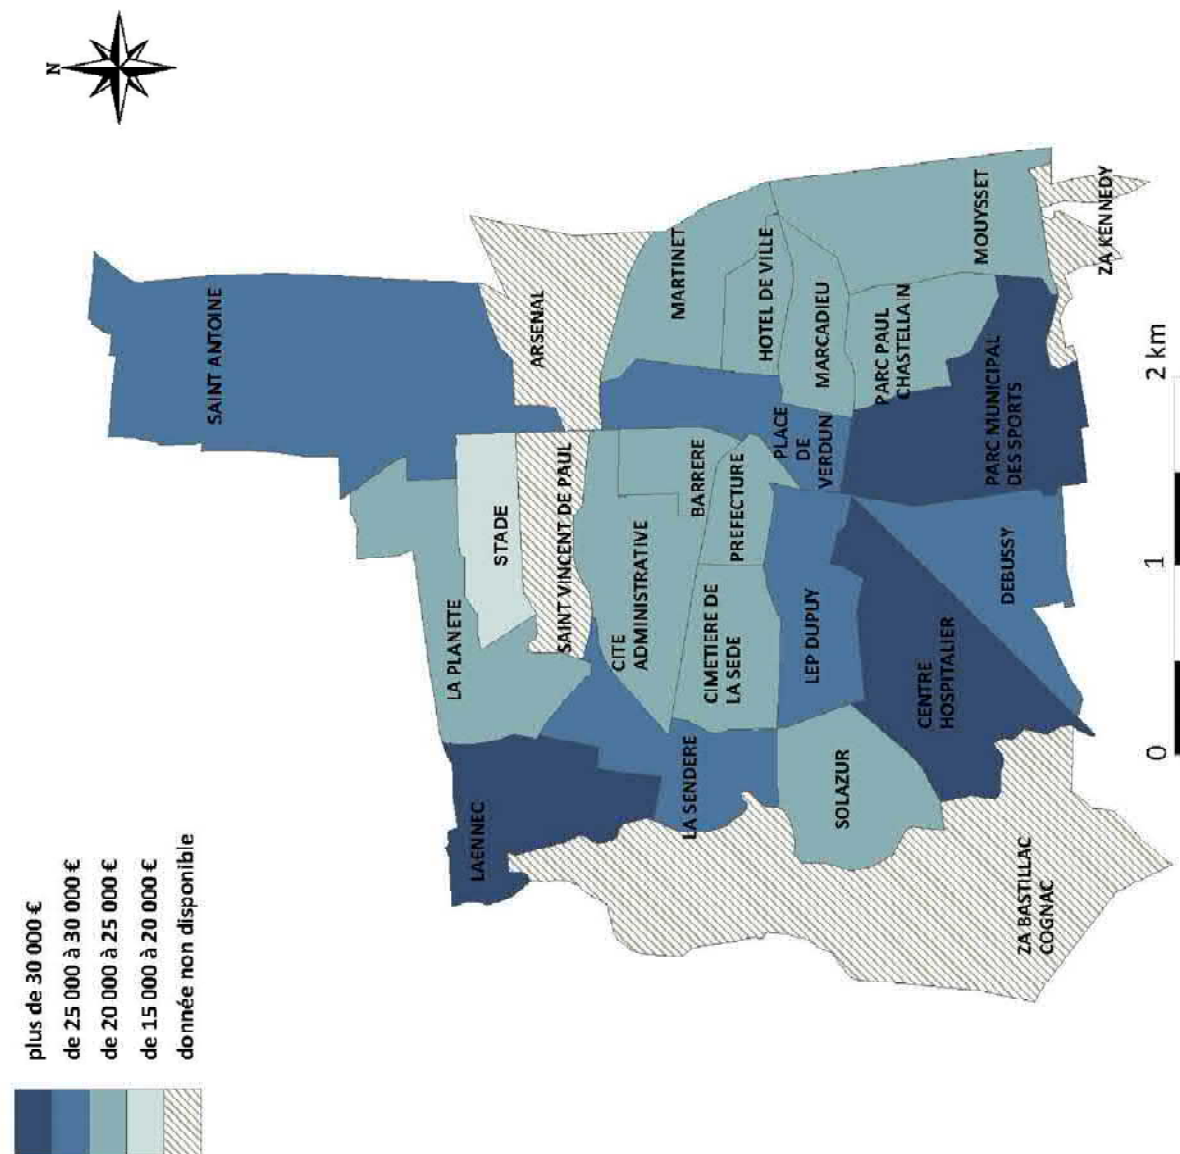 N
plus de 30 000 €
de 25 000 à 30 000 €
de 20 000 à 25 000 €
de 15 000 à 20 000 €
donnée non disponible
LAENNEC
LA PLANETE
STADE
SAINT ANTOINE
ARSENAL
SAINT VINCENT DE PAUL
CITE
ADMINISTRATIVE
BARRERE
MARTINET
LA SENDERE
CIMETIERE DE
LA SEDE
PREFECTURE
HOTEL DE VILLE
PLACE
DE
VERDUN
MARCADIEU
SOLAZUR
LEP DUPUY
PARC PAUL
CHASTELLAIN
CENTRE
HOSPITALIER
DEBUSSY
PARC MUNICIPAL
DES SPORTS
MOUYSSET
ZA BASTILLAC
COGNAC
ZA KENNEDY
0 1 2 km